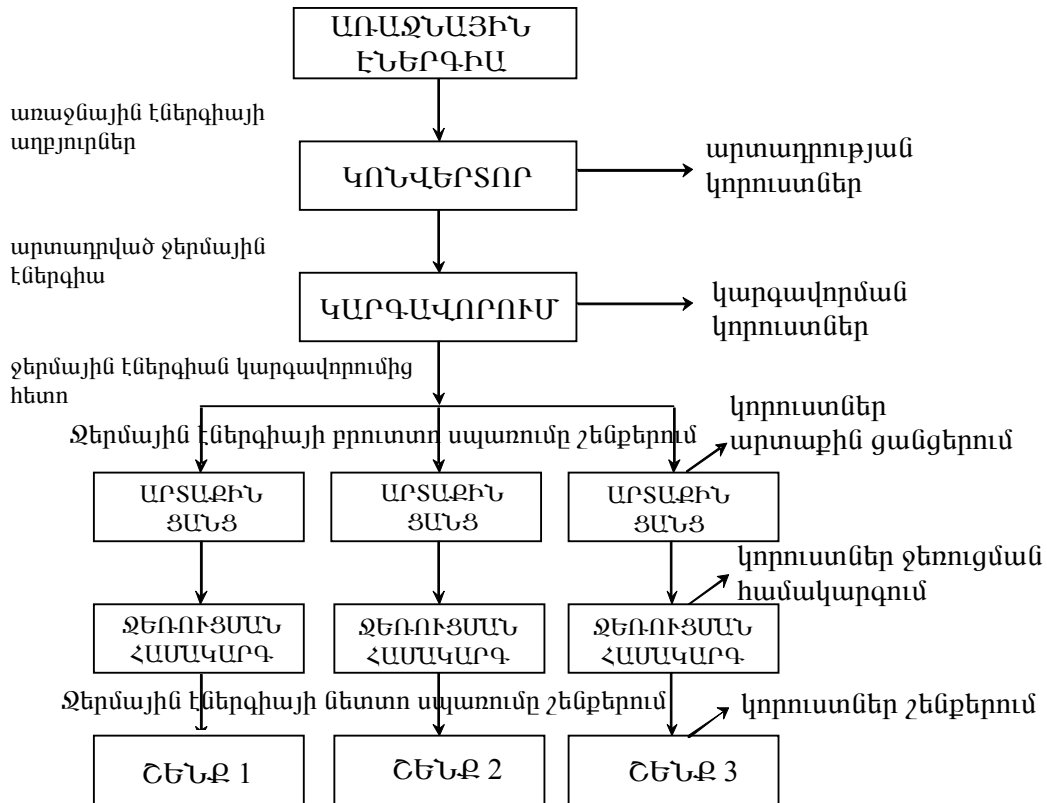 ԱՌԱՋՆԱՅԻՆ
ԷՆԵՐԳԻԱ
առաջնային էներգիայի
աղբյուրներ
ԿՈՆՎԵՐՏՈՐ
արտադրության
կորուստներ
արտադրված ջերմային
էներգիա
ԿԱՐԳԱՎՈՐՈՒՄ
կարգավորման
կորուստներ
ջերմային էներգիան կարգավորումից
հետո
կորուստներ
արտաքին ցանցերում
Ջերմային էներգիայի բրուտտո սպառումը շենքերում
ԱՐՏԱՔԻՆ
ՑԱՆՑ
ԱՐՏԱՔԻՆ
ՑԱՆՑ
ԱՐՏԱՔԻՆ
ՑԱՆՑ
կորուստներ ջեռուցման
համակարգում
ՋԵՌՈՒՑՄԱՆ
ՀԱՄԱԿԱՐԳ
ՋԵՌՈՒՑՄԱՆ
ՀԱՄԱԿԱՐԳ
ՋԵՌՈՒՑՄԱՆ
ՀԱՄԱԿԱՐԳ
Ջերմային էներգիայի նետտո սպառումը շենքերում
կորուստներ շենքերում
ՇԵՆՔ 1
ՇԵՆՔ 2
ՇԵՆՔ 3